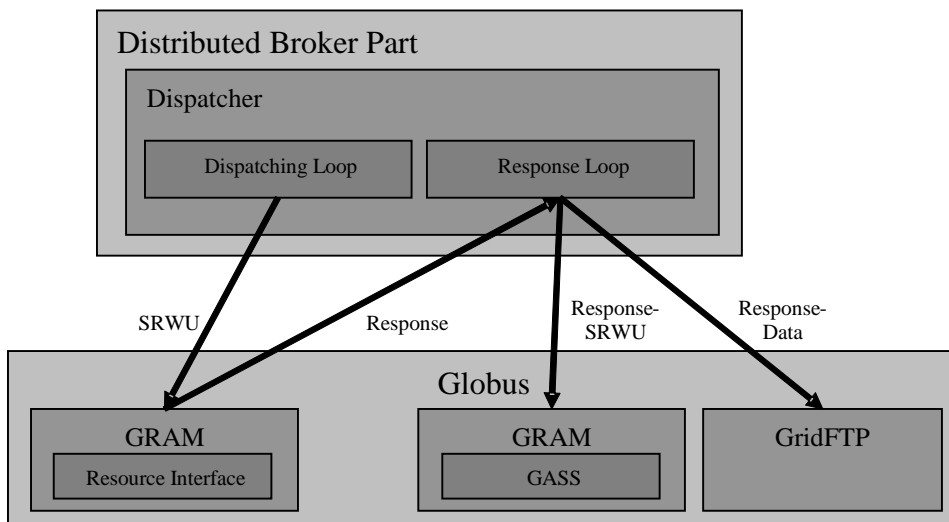 Distributed Broker Part
Dispatcher
Dispatching Loop
Response Loop
SRWU
Response
Response-
SRWU
Response-
Data
Globus
GRAM
Resource Interface
GRAM
GASS
GridFTP